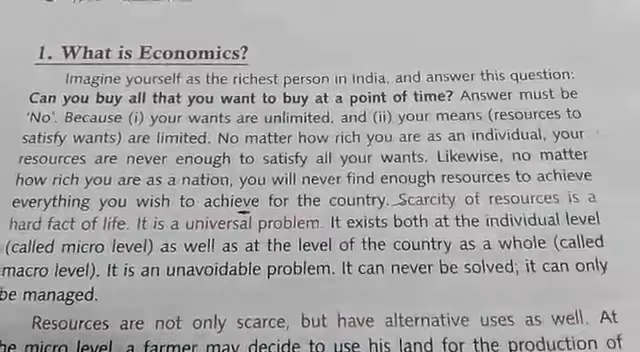 1. What is Economics?
Imagine yourself as the richest person in India, and answer this question:
Can you buy all that you want to buy at a point of time? Answer must be
'No'. Because (i) your wants are unlimited, and (ii) your means (resources to
satisfy wants) are limited. No matter how rich you are as an individual, your
resources are never enough to satisfy all your wants. Likewise, no matter
how rich you are as a nation, you will never find enough resources to achieve
everything you wish to achieve for the country. Scarcity of resources is a
hard fact of life. It is a universal problem. It exists both at the individual level
(called micro level) as well as at the level of the country as a whole (called
macro level). It is an unavoidable problem. It can never be solved; it can only
be managed.
Resources are not only scarce, but have alternative uses as well. At
he micro level, a farmer may decide to use his land for the production of